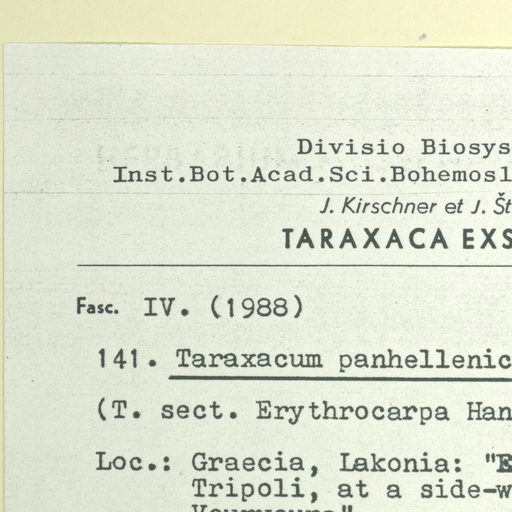 Divisio Biosys
Inst.Bot.Acad.Sci.Bohemosl
J. Kirschner et J. Št
TARAXACA EXS
Fasc. IV. (1988)
141. Taraxacum panhellenic
(T. sect. Erythrocarpa Han
Loc.: Graecia, Lakonia: "E
Tripoli, at a side-w